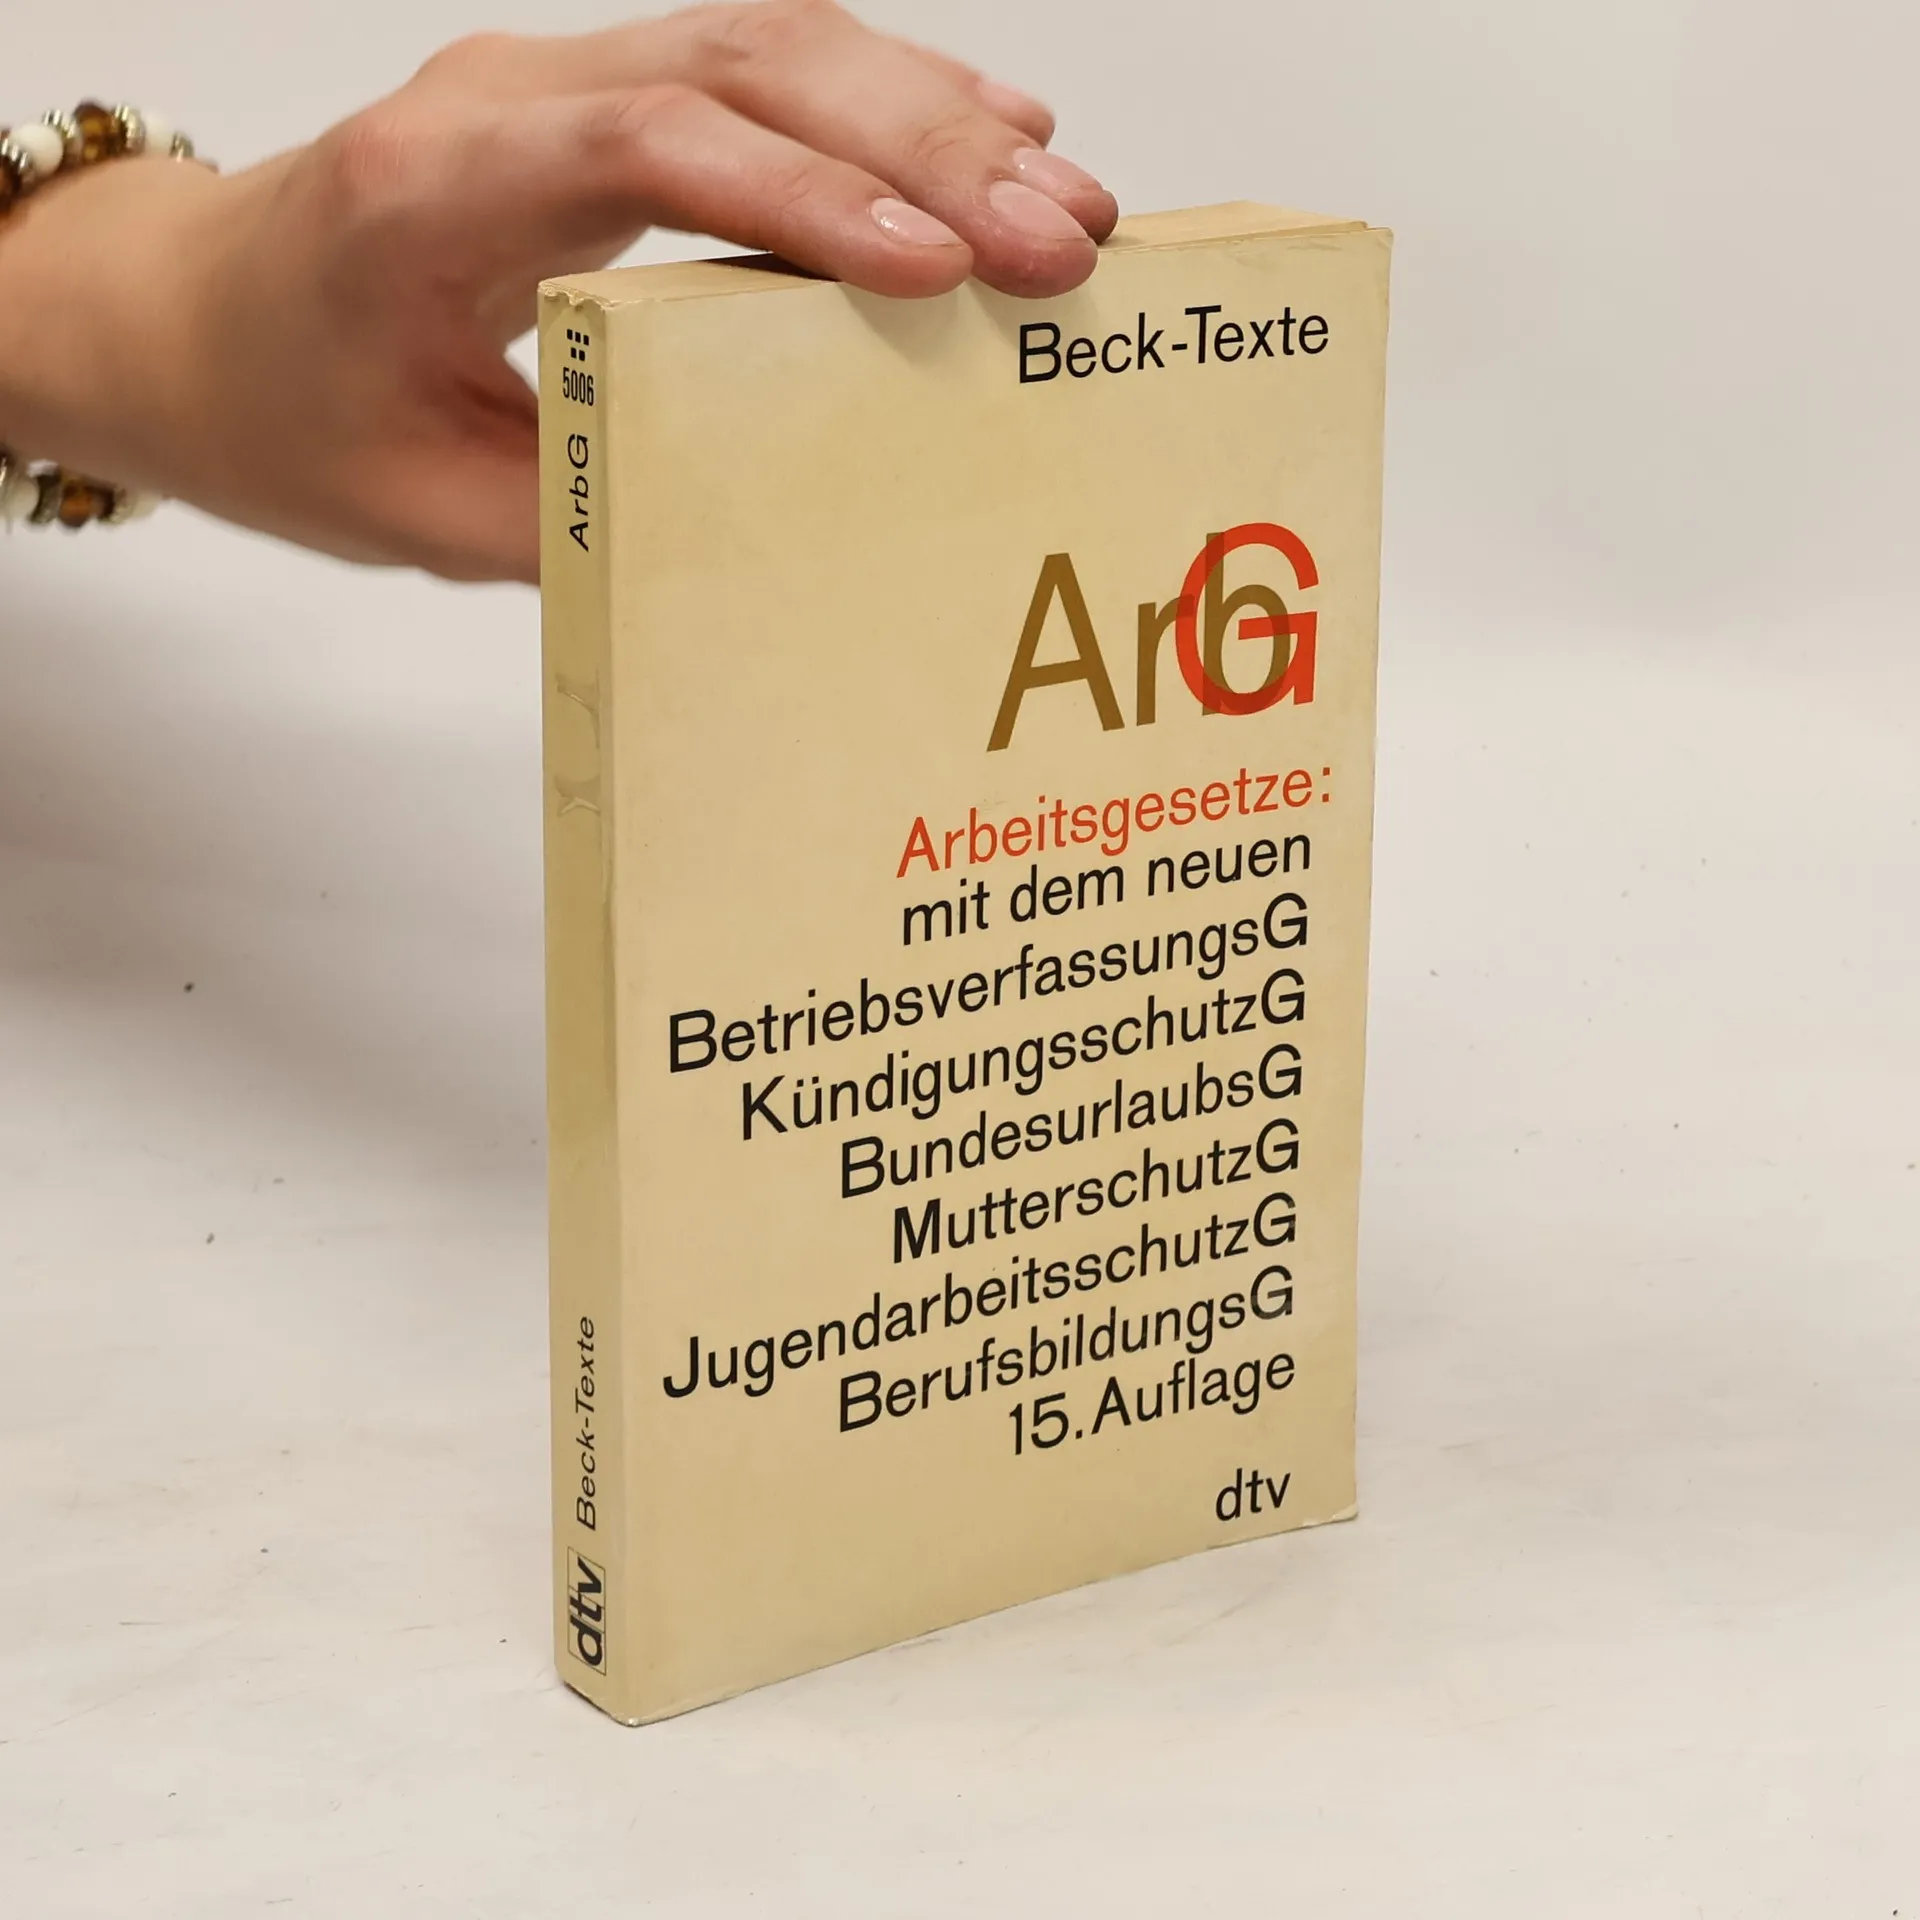 Beck-Texte
ArbG
Arbeitsgesetze:
mit dem neuen
BetriebsverfassungsG
KündigungsschutzG
BundesurlaubsG
MutterschutzG
JugendarbeitsschutzG
BerufsbildungsG
15. Auflage
dtv
5006
ArbG
Beck-Texte
dtv